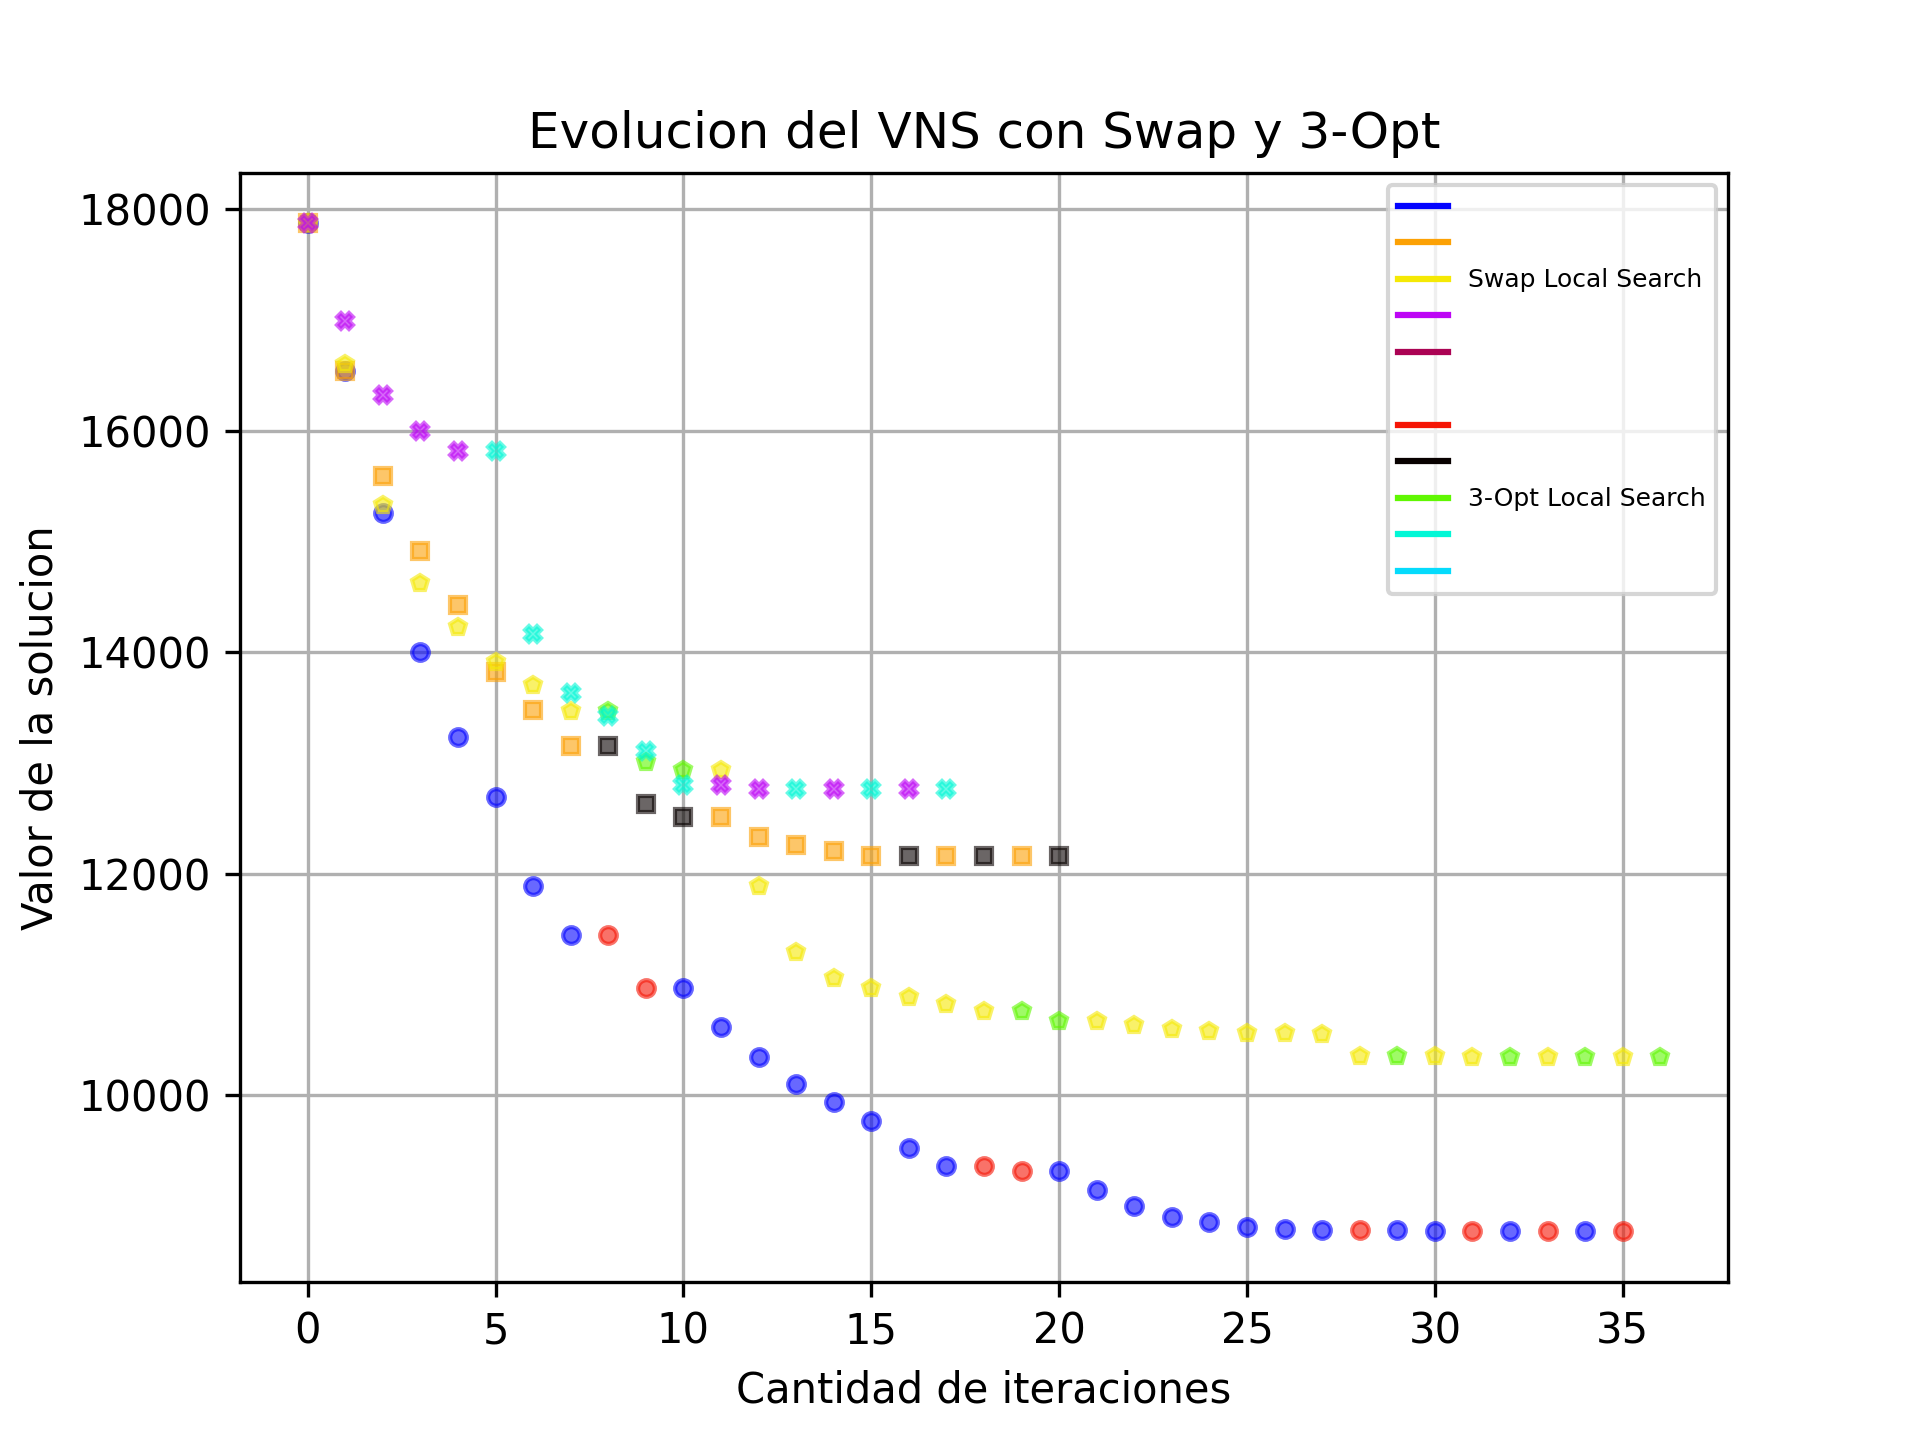 Evolucion del VNS con Swap y 3-Opt
18000
16000
14000
12000
10000
Valor de la solucion
Swap Local Search
3-Opt Local Search
0 5 10 15 20 25 30 35
Cantidad de iteraciones